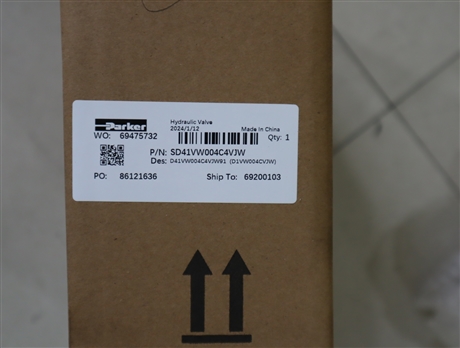 Parker
Hydraulic Valve
2024/1/12
Made in China
WO: 69475732
Qty: 1
P/N: SD41VW004C4VJW
Des: D41VW004C4VJW91 (D1VW004CVJW)
PO: 86121636
Ship To: 69200103